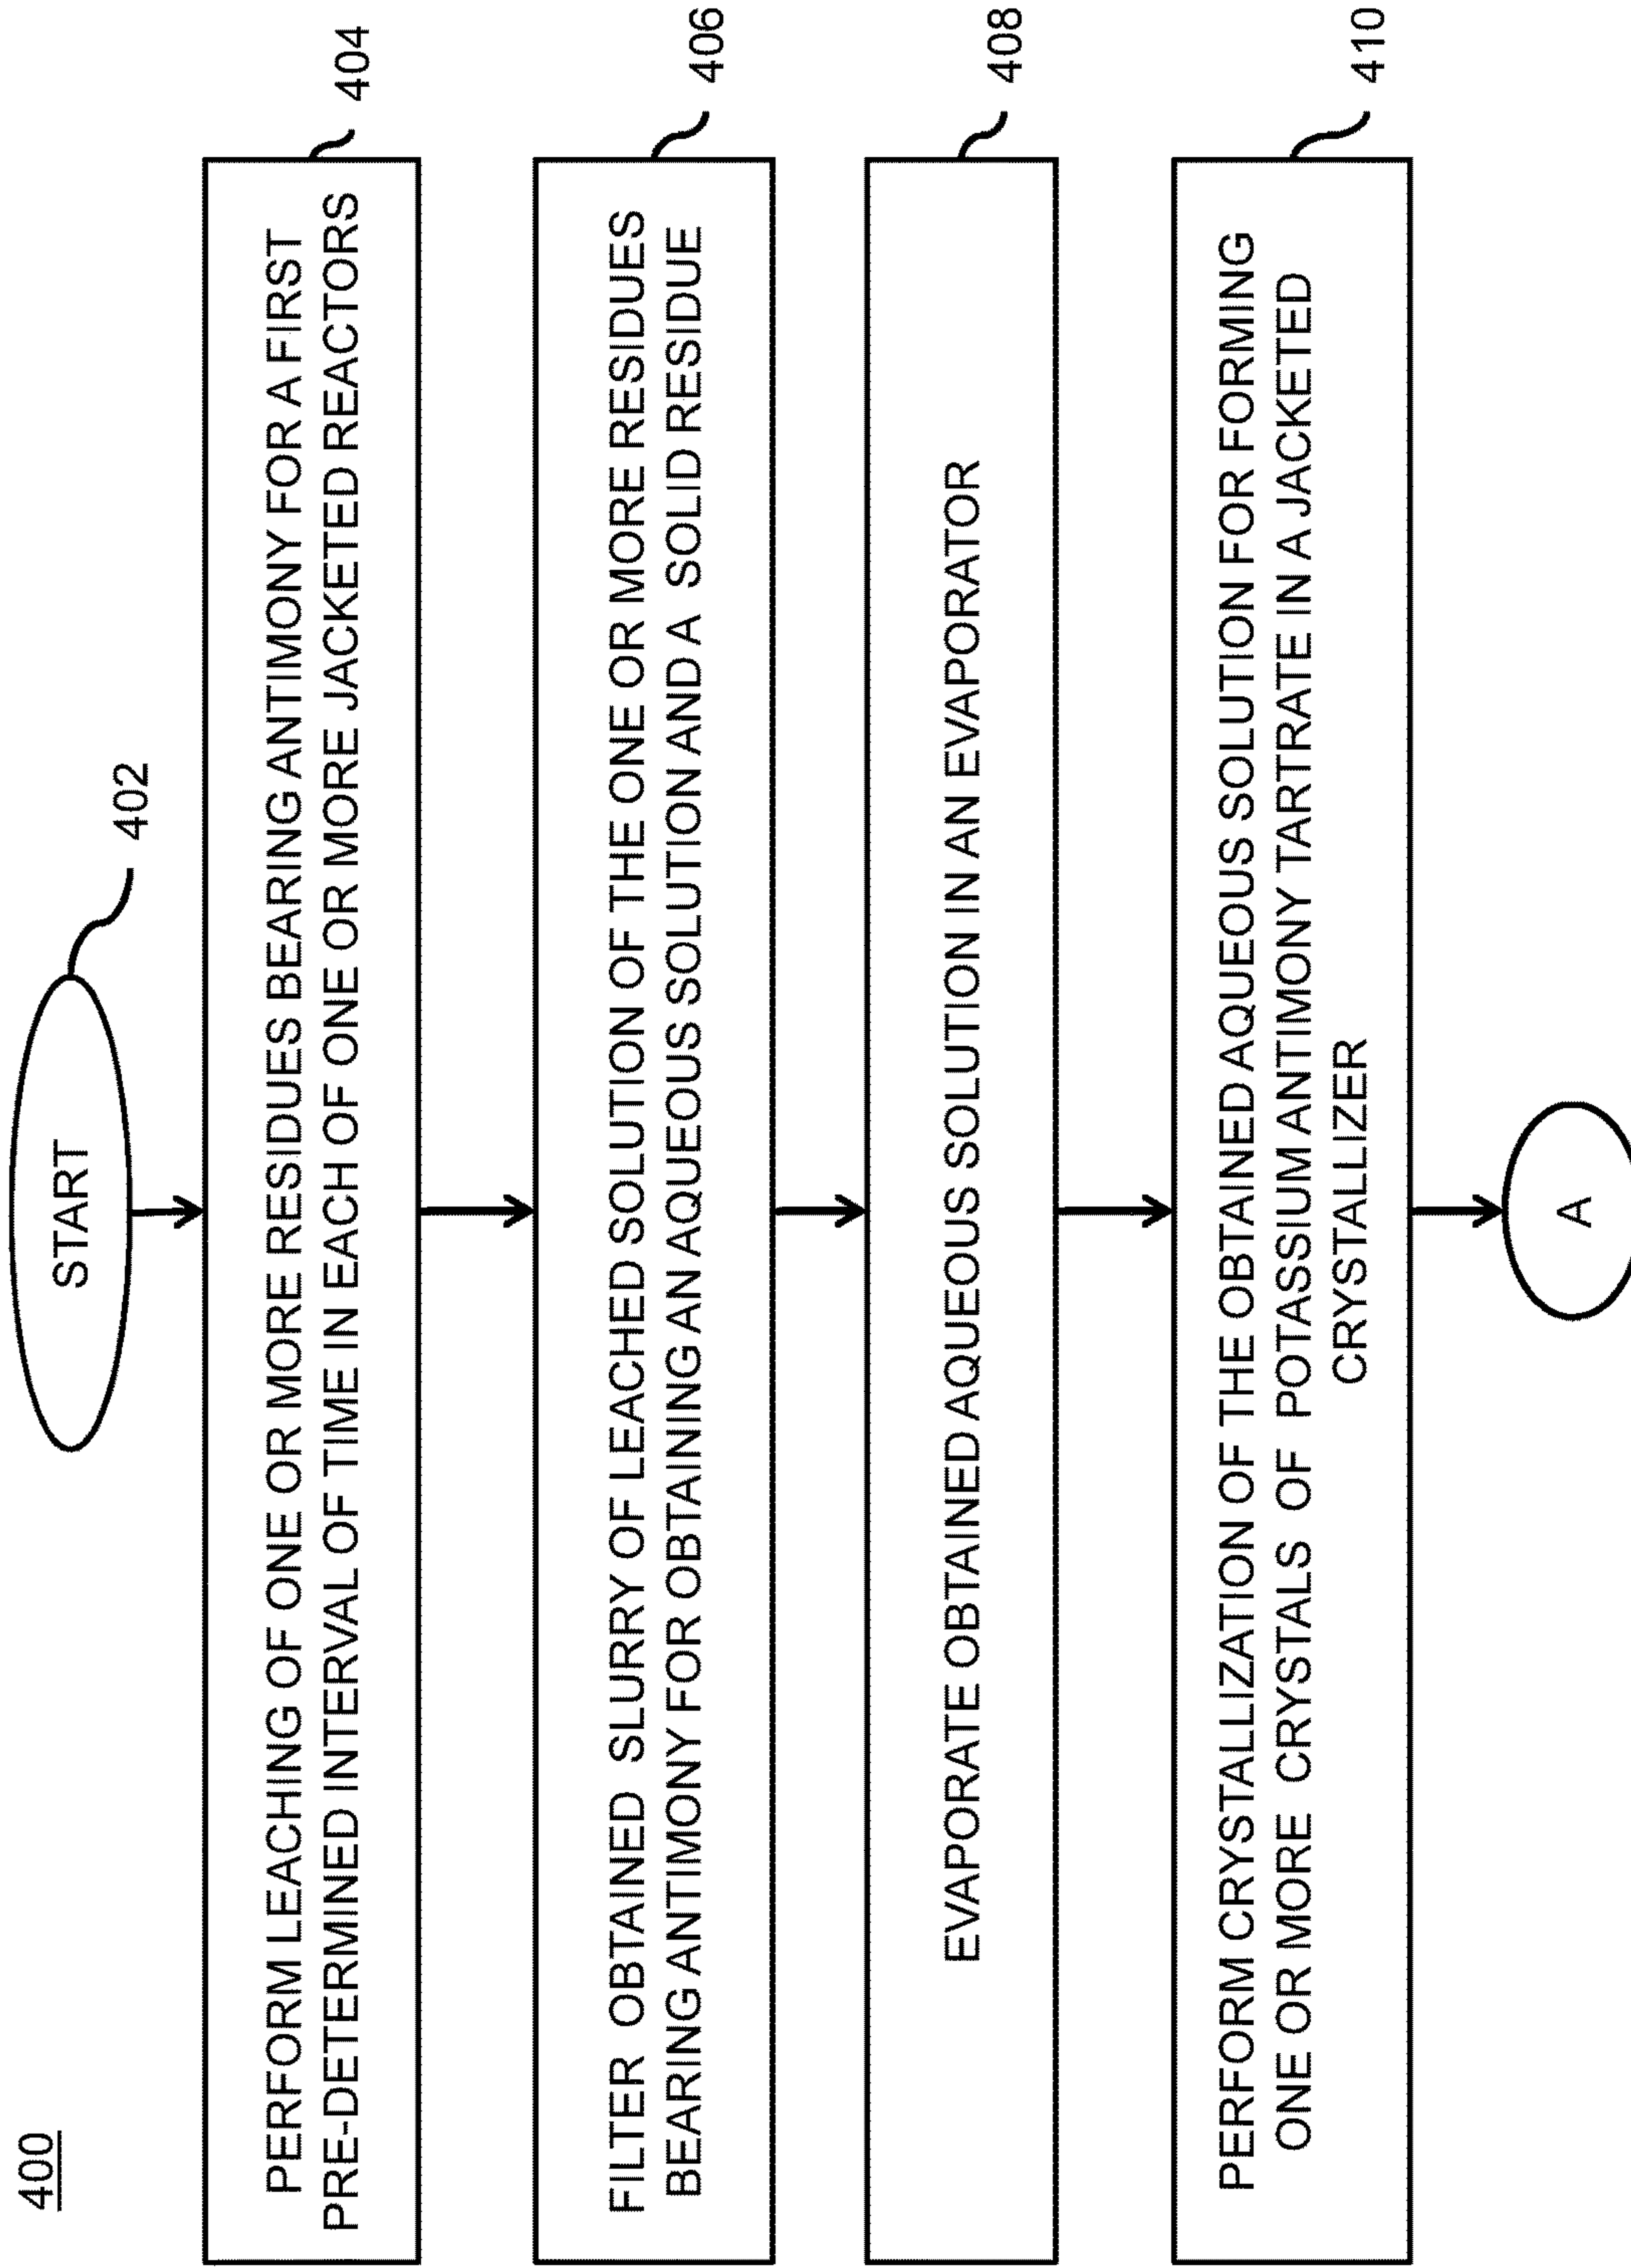 400
START
402
PERFORM LEACHING OF ONE OR MORE RESIDUES BEARING ANTIMONY FOR A FIRST
PRE-DETERMINED INTERVAL OF TIME IN EACH OF ONE OR MORE JACKETED REACTORS
404
FILTER OBTAINED SLURRY OF LEACHED SOLUTION OF THE ONE OR MORE RESIDUES
BEARING ANTIMONY FOR OBTAINING AN AQUEOUS SOLUTION AND A SOLID RESIDUE
406
EVAPORATE OBTAINED AQUEOUS SOLUTION IN AN EVAPORATOR
408
PERFORM CRYSTALLIZATION OF THE OBTAINED AQUEOUS SOLUTION FOR FORMING
ONE OR MORE CRYSTALS OF POTASSIUM ANTIMONY TARTRATE IN A JACKETED
CRYSTALLIZER
410
A